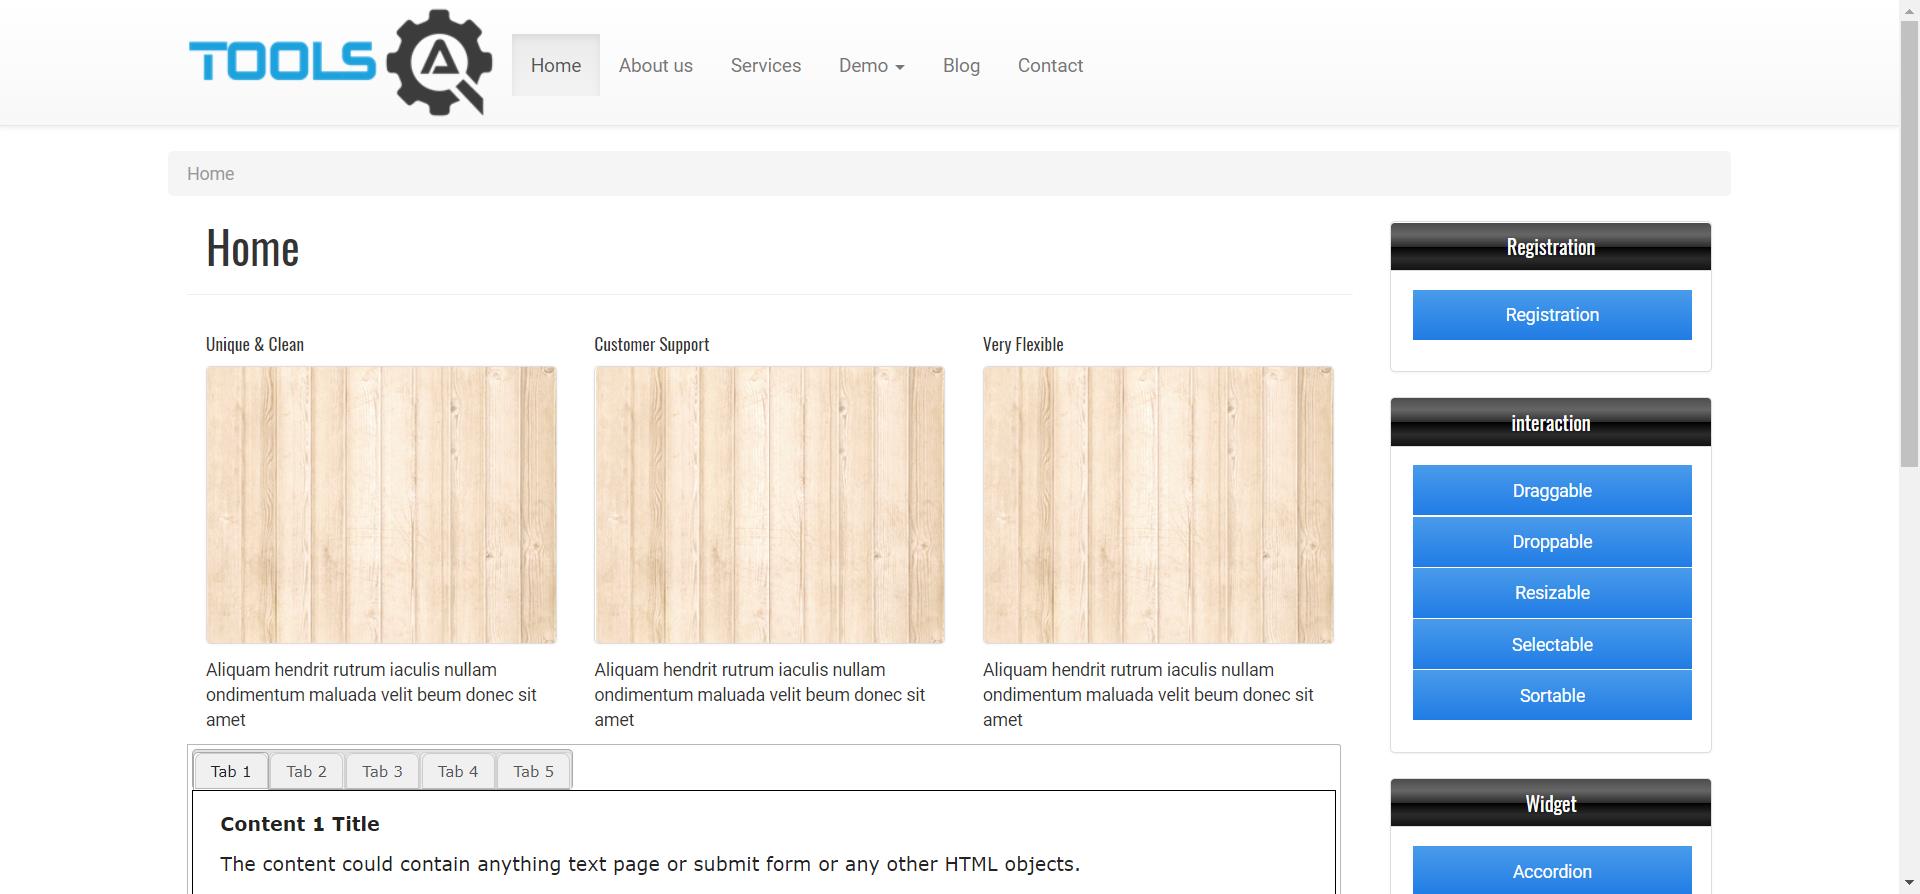 TOOLS QA
Home
About us
Services
Demo
Blog
Contact
Home
Home
Unique & Clean
Aliquam hendrit rutrum iaculis nullam
ondimentum maluada velit beum donec sit
amet
Customer Support
Aliquam hendrit rutrum iaculis nullam
ondimentum maluada velit beum donec sit
amet
Very Flexible
Aliquam hendrit rutrum iaculis nullam
ondimentum maluada velit beum donec sit
amet
Tab 1
Tab 2
Tab 3
Tab 4
Tab 5
Content 1 Title
The content could contain anything text page or submit form or any other HTML objects.
Registration
Registration
interaction
Draggable
Droppable
Resizable
Selectable
Sortable
Widget
Accordion